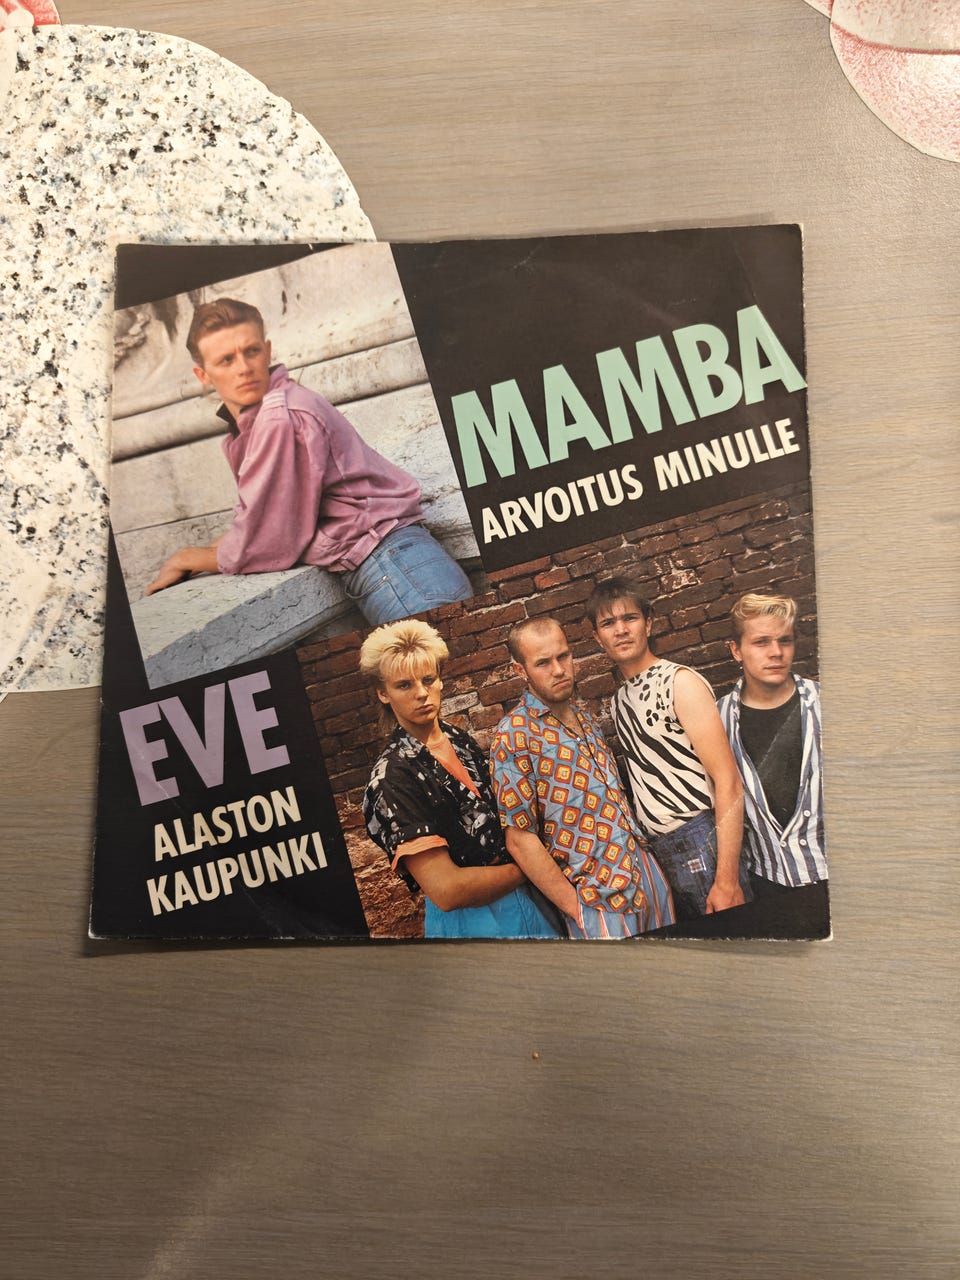 MAMBA
ARVOITUS MINULLE
EVE
ALASTON
KAUPUNKI